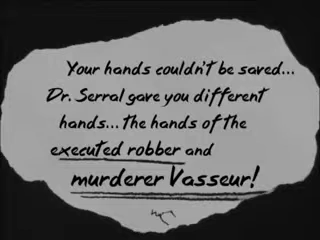 Your hands couldn't be saved...
Dr. Serral gave you different
hands... the hands of the
executed robber and
murderer Vasseur!